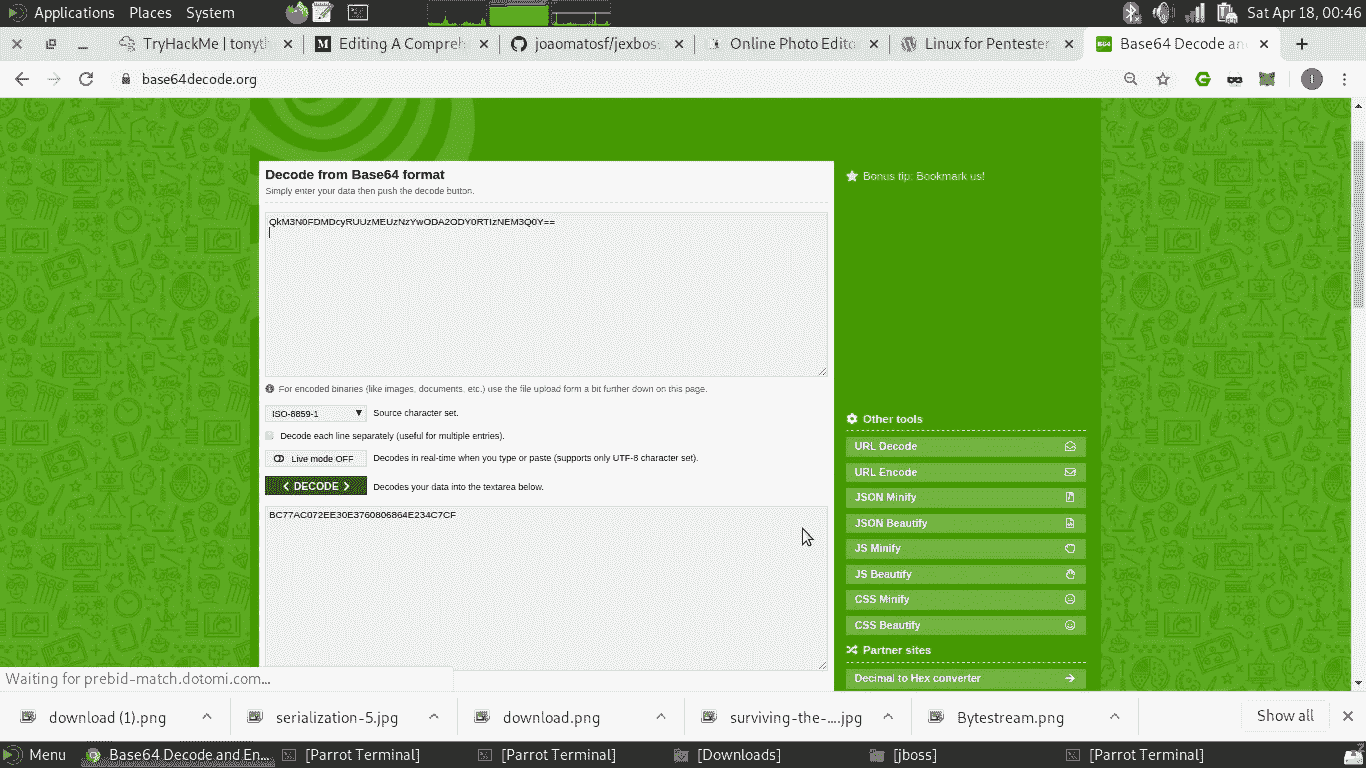 Applications Places System
Sat Apr 18, 00:46
TryHackMe | tonyth
Editing A Compreh
joaomatosf/jexbos
Online Photo Edito
Linux for Pentester
Base64 Decode and
base64decode.org
I
Decode from Base64 format
Simply enter your data then push the decode button.
QkM3N0FDMDcyRUUzMEUzNzYwODA2ODY0RTIzNEM3Q0Y==
For encoded binaries (like images, documents, etc.) use the file upload form a bit further down on this page.
ISO-8859-1
Source character set.
Decode each line separately (useful for multiple entries).
Live mode OFF
Decodes in real-time when you type or paste (supports only UTF-8 character set).
DECODE
Decodes your data into the textarea below.
BC77AC072EE30E3760806864E234C7CF
Bonus tip: Bookmark us!
Other tools
URL Decode
URL Encode
JSON Minify
JSON Beautify
JS Minify
JS Beautify
CSS Minify
CSS Beautify
Partner sites
Decimal to Hex converter
Waiting for prebid-match.dotomi.com...
download (1).png
serialization-5.jpg
download.png
surviving-the-....jpg
Bytestream.png
Show all
Menu
Base64 Decode and En...
[Parrot Terminal]
[Parrot Terminal]
[Downloads]
[jboss]
[Parrot Terminal]